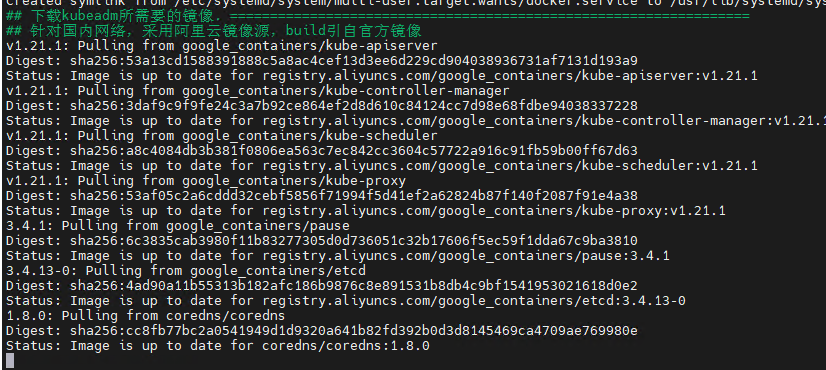 Created symlink from /etc/systemd/system/multi-user.target.wants/docker.service to /usr/lib/systemd/sys
## 下载kubeadm所需要的镜像. ==========================================================
## 针对国内网络，采用阿里云镜像源，build引自官方镜像
v1.21.1: Pulling from google_containers/kube-apiserver
Digest: sha256:53a13cd1588391888c5a8ac4cef13d3ee6d229cd904038936731af7131d193a9
Status: Image is up to date for registry.aliyuncs.com/google_containers/kube-apiserver:v1.21.1
v1.21.1: Pulling from google_containers/kube-controller-manager
Digest: sha256:3daf9c9f9fe24c3a7b92ce864ef2d8d610c84124cc7d98e68fdbe94038337228
Status: Image is up to date for registry.aliyuncs.com/google_containers/kube-controller-manager:v1.21.1
v1.21.1: Pulling from google_containers/kube-scheduler
Digest: sha256:a8c4084db3b381f0806ea563c7ec842cc3604c57722a916c91fb59b00ff67d63
Status: Image is up to date for registry.aliyuncs.com/google_containers/kube-scheduler:v1.21.1
v1.21.1: Pulling from google_containers/kube-proxy
Digest: sha256:53af05c2a6cddd32cebf5856f71994f5d41ef2a62824b87f140f2087f91e4a38
Status: Image is up to date for registry.aliyuncs.com/google_containers/kube-proxy:v1.21.1
3.4.1: Pulling from google_containers/pause
Digest: sha256:6c3835cab3980f11b83277305d0d736051c32b17606f5ec59f1dda67c9ba3810
Status: Image is up to date for registry.aliyuncs.com/google_containers/pause:3.4.1
3.4.13-0: Pulling from google_containers/etcd
Digest: sha256:4ad90a11b55313b182afc186b9876c8e891531b8db4c9bf1541953021618d0e2
Status: Image is up to date for registry.aliyuncs.com/google_containers/etcd:3.4.13-0
1.8.0: Pulling from coredns/coredns
Digest: sha256:cc8fb77bc2a0541949d1d9320a641b82fd392b0d3d8145469ca4709ae769980e
Status: Image is up to date for coredns/coredns:1.8.0